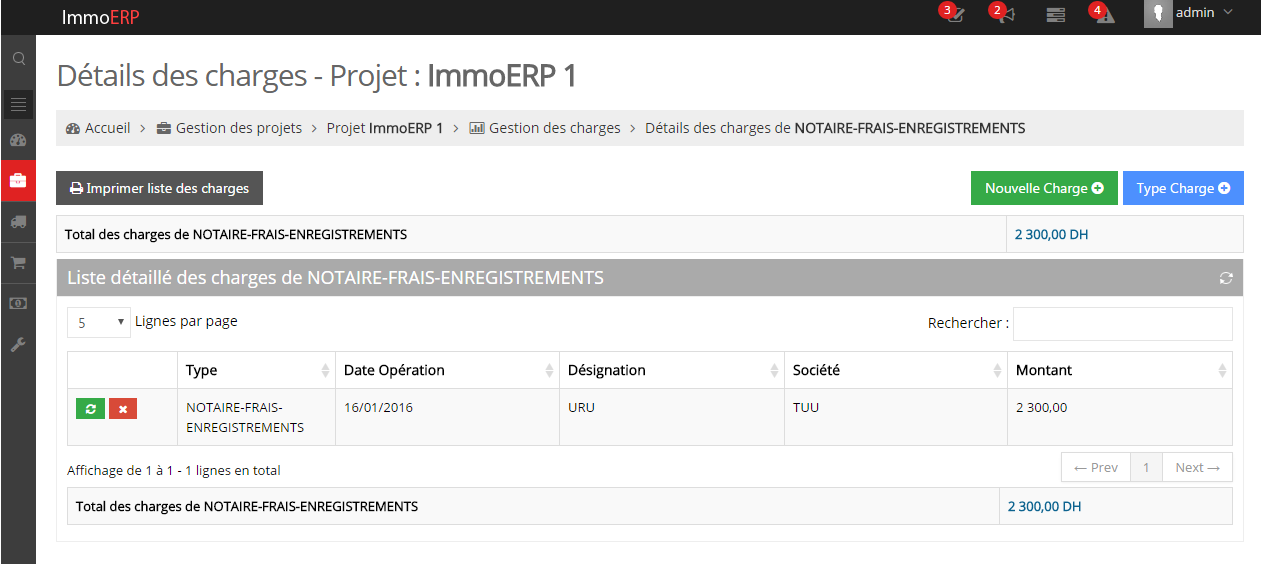 ImmoERP
3
2
4
admin
Détails des charges - Projet : ImmoERP 1
Accueil > Gestion des projets > Projet ImmoERP 1 > Gestion des charges > Détails des charges de NOTAIRE-FRAIS-ENREGISTREMENTS
Imprimer liste des charges
Nouvelle Charge
Type Charge
Total des charges de NOTAIRE-FRAIS-ENREGISTREMENTS 2 300,00 DH
Liste détaillé des charges de NOTAIRE-FRAIS-ENREGISTREMENTS
5 Lignes par page
Rechercher :
Type Date Opération Désignation Société Montant
NOTAIRE-FRAIS- 16/01/2016 URU TUU 2 300,00
ENREGISTREMENTS
Affichage de 1 à 1 - 1 lignes en total
← Prev 1 Next →
Total des charges de NOTAIRE-FRAIS-ENREGISTREMENTS 2 300,00 DH